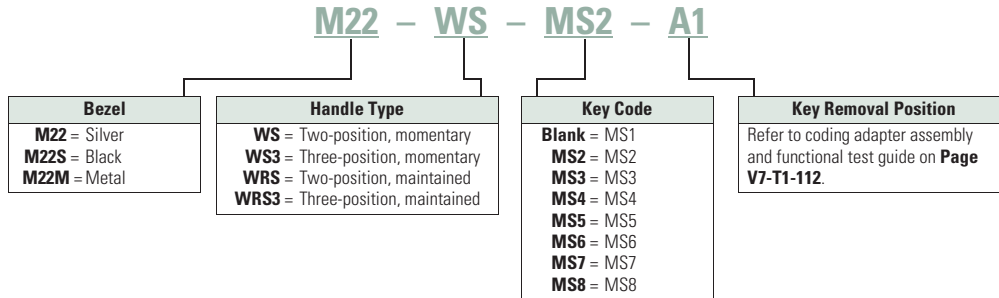 M22 – WS – MS2 – A1
Bezel
M22 = Silver
M22S = Black
M22M = Metal
Handle Type
WS = Two-position, momentary
WS3 = Three-position, momentary
WRS = Two-position, maintained
WRS3 = Three-position, maintained
Key Code
Blank = MS1
MS2 = MS2
MS3 = MS3
MS4 = MS4
MS5 = MS5
MS6 = MS6
MS7 = MS7
MS8 = MS8
Key Removal Position
Refer to coding adapter assembly
and functional test guide on Page
V7-T1-112.